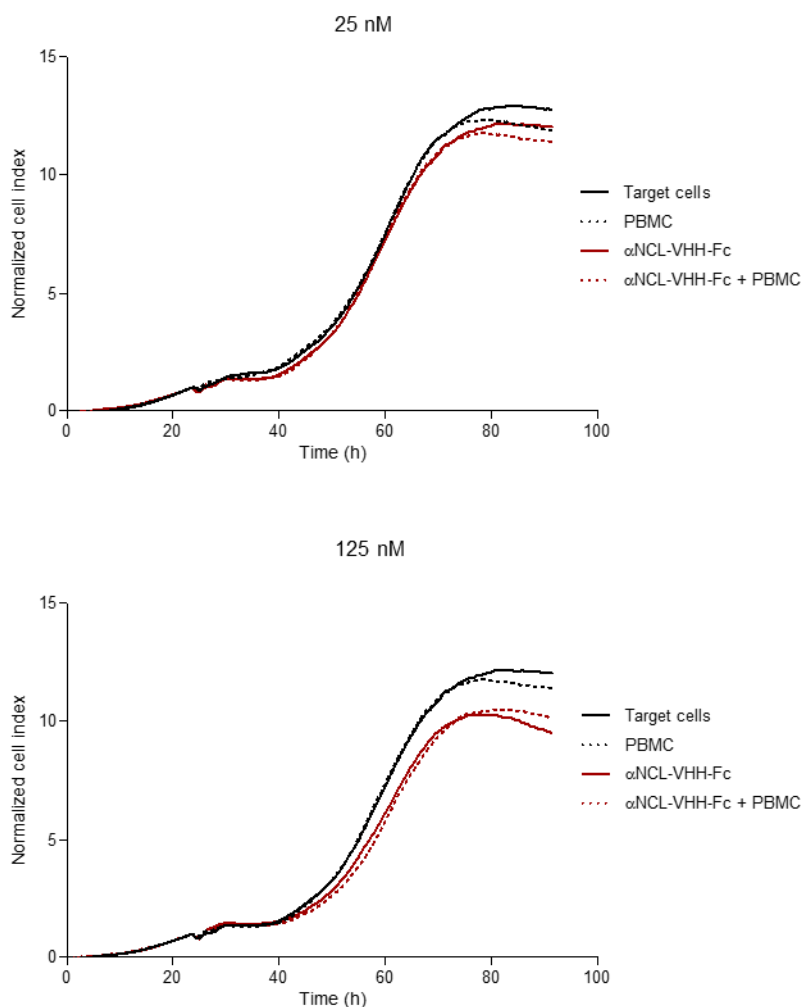 25 nM
15
10
5
0
Normalized cell index
0 20 40 60 80 100
Time (h)
Target cells
PBMC
αNCL-VHH-Fc
αNCL-VHH-Fc + PBMC
125 nM
15
10
5
0
Normalized cell index
0 20 40 60 80 100
Time (h)
Target cells
PBMC
αNCL-VHH-Fc
αNCL-VHH-Fc + PBMC